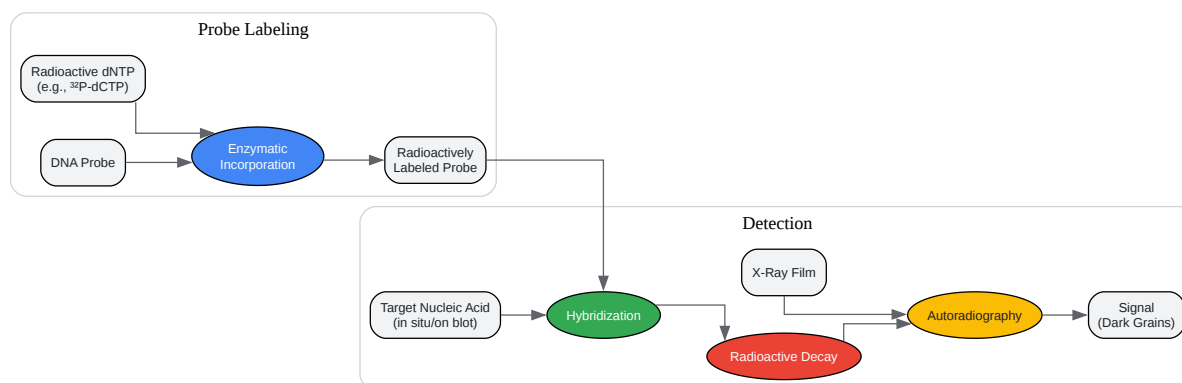 Probe Labeling
Radioactive dNTP
(e.g., ³²P-dCTP)
DNA Probe
Enzymatic
Incorporation
Radioactively
Labeled Probe
Detection
X-Ray Film
Target Nucleic Acid
(in situ/on blot)
Hybridization
Radioactive Decay
Autoradiography
Signal
(Dark Grains)